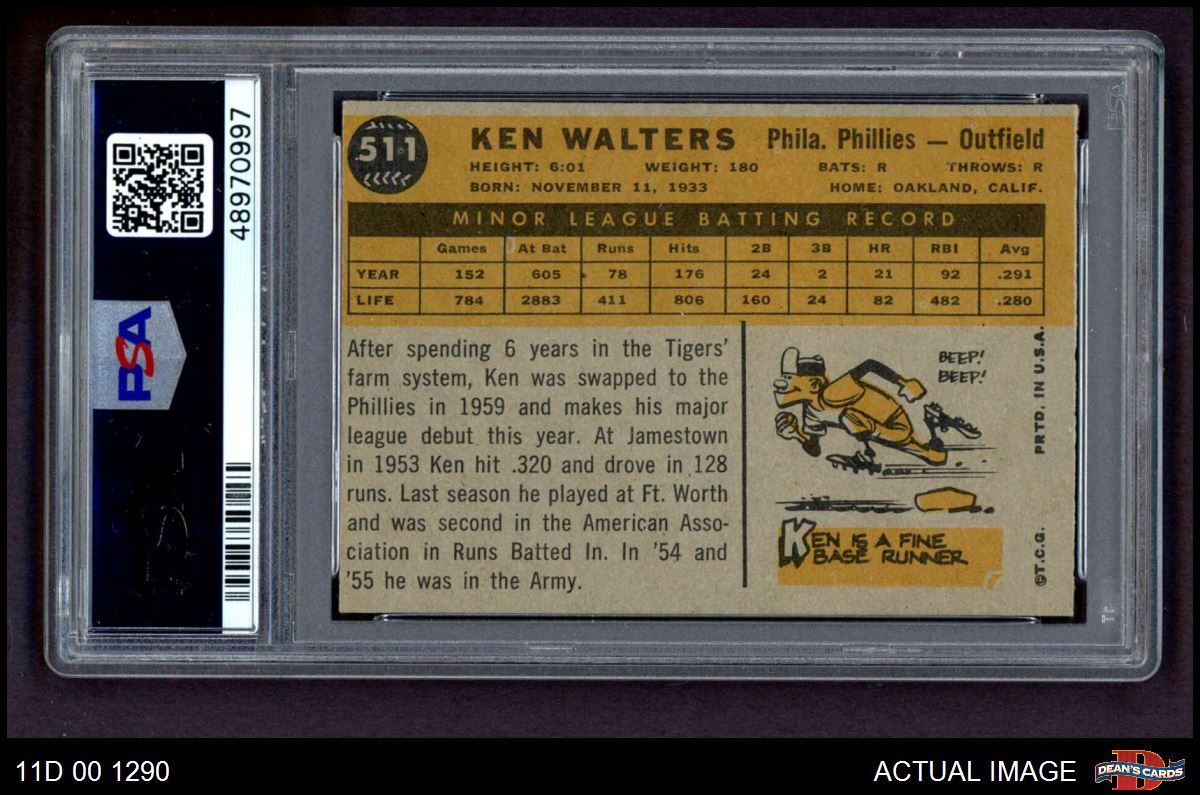 48970997
PSA
511
KEN WALTERS Phila. Phillies — Outfield
HEIGHT: 6:01 WEIGHT: 180 BATS: R THROWS: R
BORN: NOVEMBER 11, 1933 HOME: OAKLAND, CALIF.
MINOR LEAGUE BATTING RECORD
Games At Bat Runs Hits 2B 3B HR RBI Avg
YEAR 152 605 78 176 24 2 21 92 .291
LIFE 784 2883 411 806 160 24 82 482 .280
After spending 6 years in the Tigers'
farm system, Ken was swapped to the
Phillies in 1959 and makes his major
league debut this year. At Jamestown
in 1953 Ken hit .320 and drove in 128
runs. Last season he played at Ft. Worth
and was second in the American Asso-
ciation in Runs Batted In. In '54 and
'55 he was in the Army.
BEEP!
BEEP!
KEN IS A FINE
BASE RUNNER
©T.C.G. PRTD. IN U.S.A.
11D 00 1290
ACTUAL IMAGE
D
DEAN'S CARDS